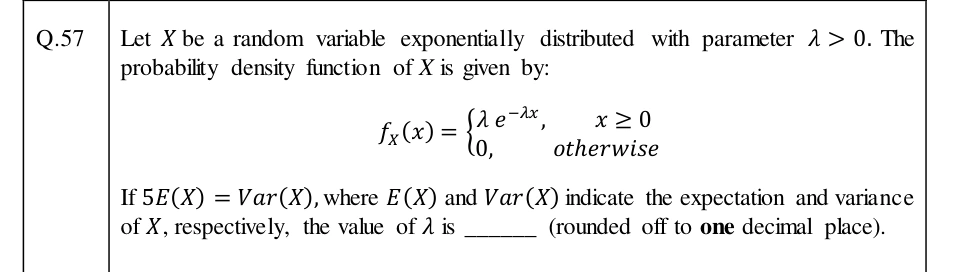 Q.57
Let X be a random variable exponentially distributed with parameter λ > 0. The
probability density function of X is given by:
f_X(x) = {λ e^{-λx}, x ≥ 0
0, otherwise
If 5E(X) = Var(X), where E(X) and Var(X) indicate the expectation and variance
of X, respectively, the value of λ is ______ (rounded off to one decimal place).